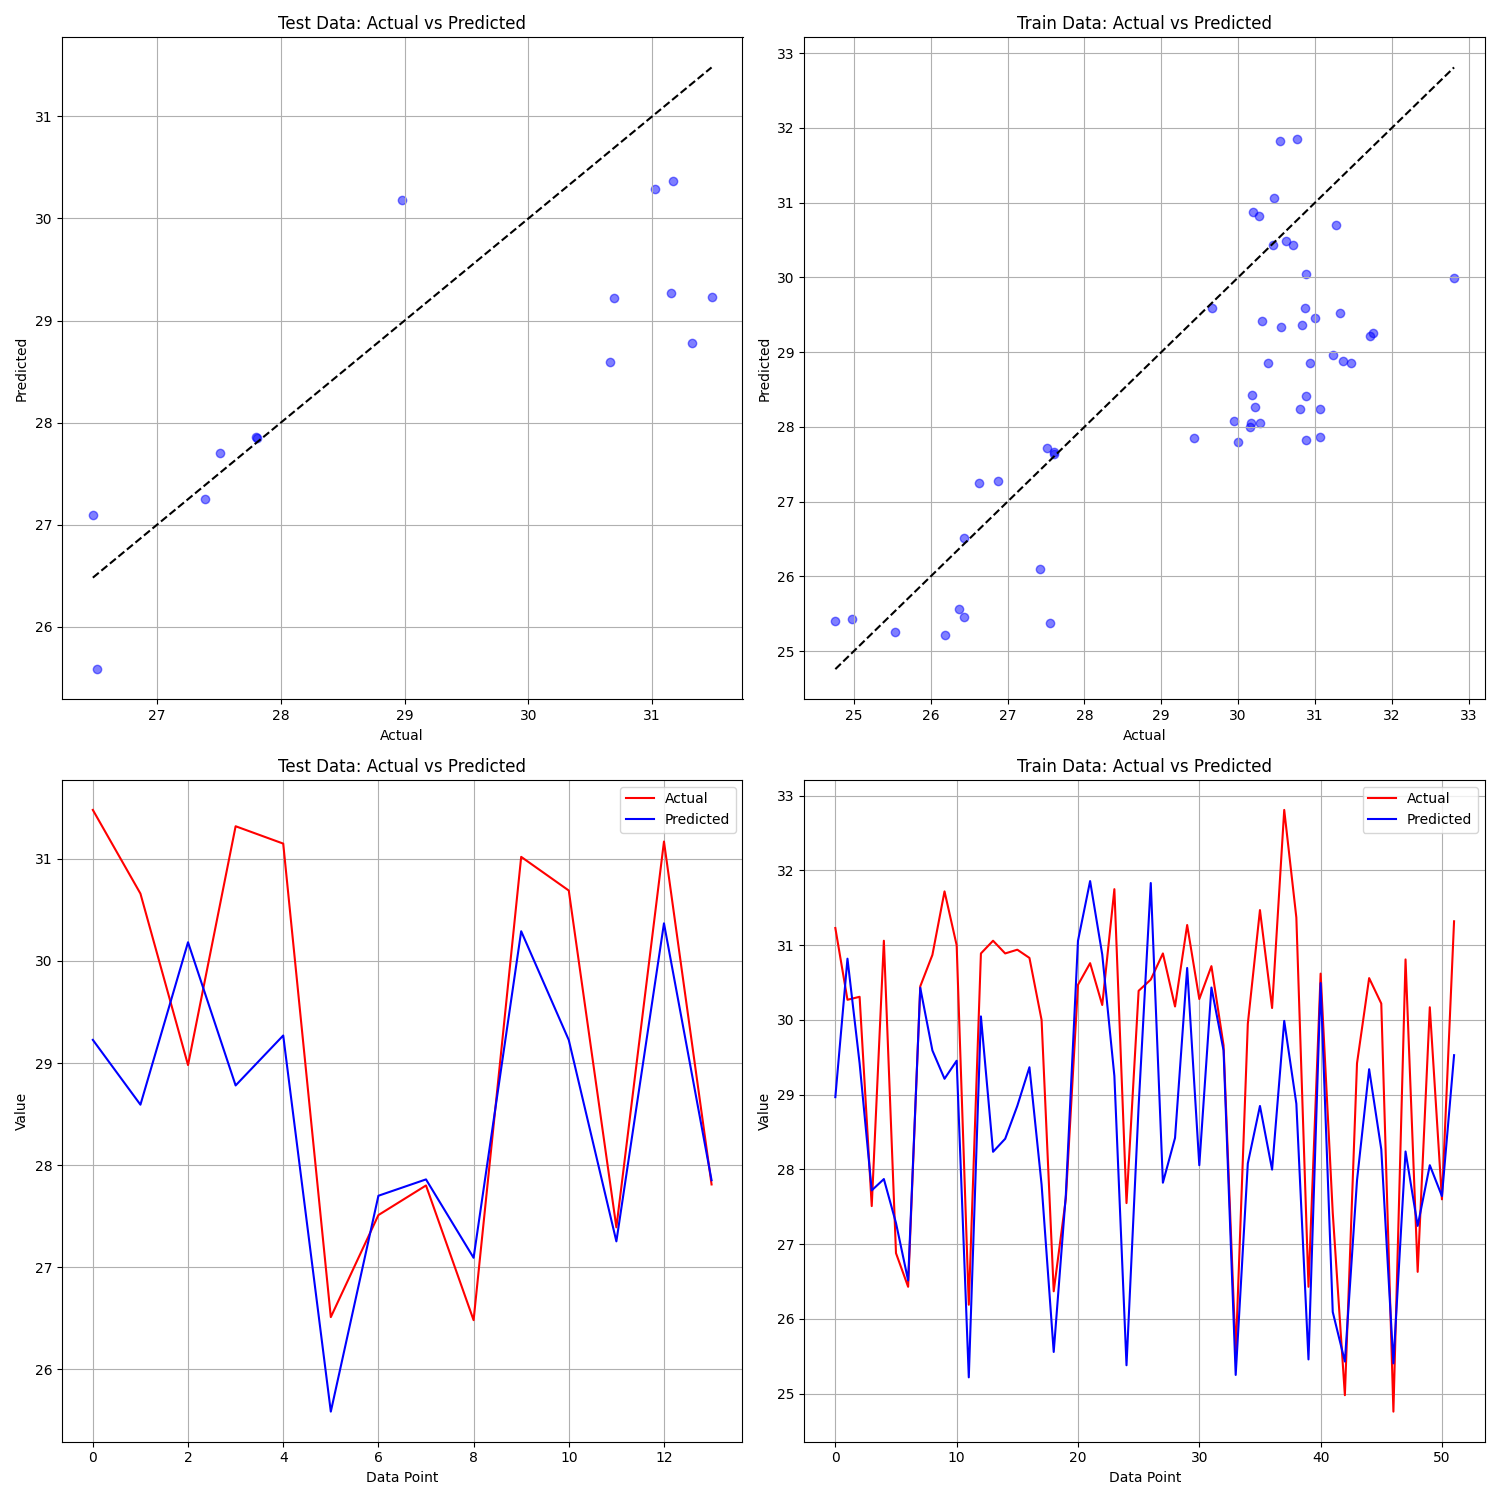 Test Data: Actual vs Predicted
31
30
29
28
27
26
Predicted
27 28 29 30 31
Actual
Train Data: Actual vs Predicted
33
32
31
30
29
28
27
26
25
Predicted
25 26 27 28 29 30 31 32 33
Actual
Test Data: Actual vs Predicted
Actual
Predicted
31
30
29
28
27
26
Value
0 2 4 6 8 10 12
Data Point
Train Data: Actual vs Predicted
Actual
Predicted
33
32
31
30
29
28
27
26
25
Value
0 10 20 30 40 50
Data Point